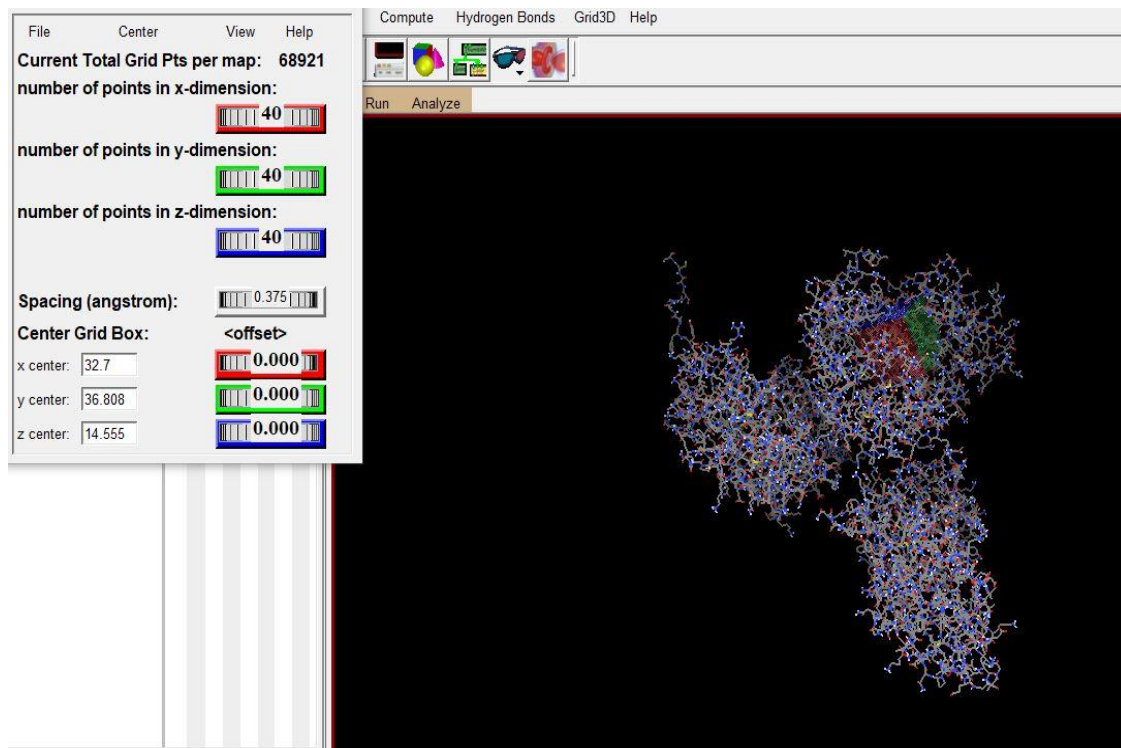 Compute Hydrogen Bonds Grid3D Help
File Center View Help
Current Total Grid Pts per map: 68921
number of points in x-dimension:
40
Run Analyze
number of points in y-dimension:
40
number of points in z-dimension:
40
Spacing (angstrom): 0.375
Center Grid Box: <offset>
x center: 32.7 0.000
y center: 36.808 0.000
z center: 14.555 0.000